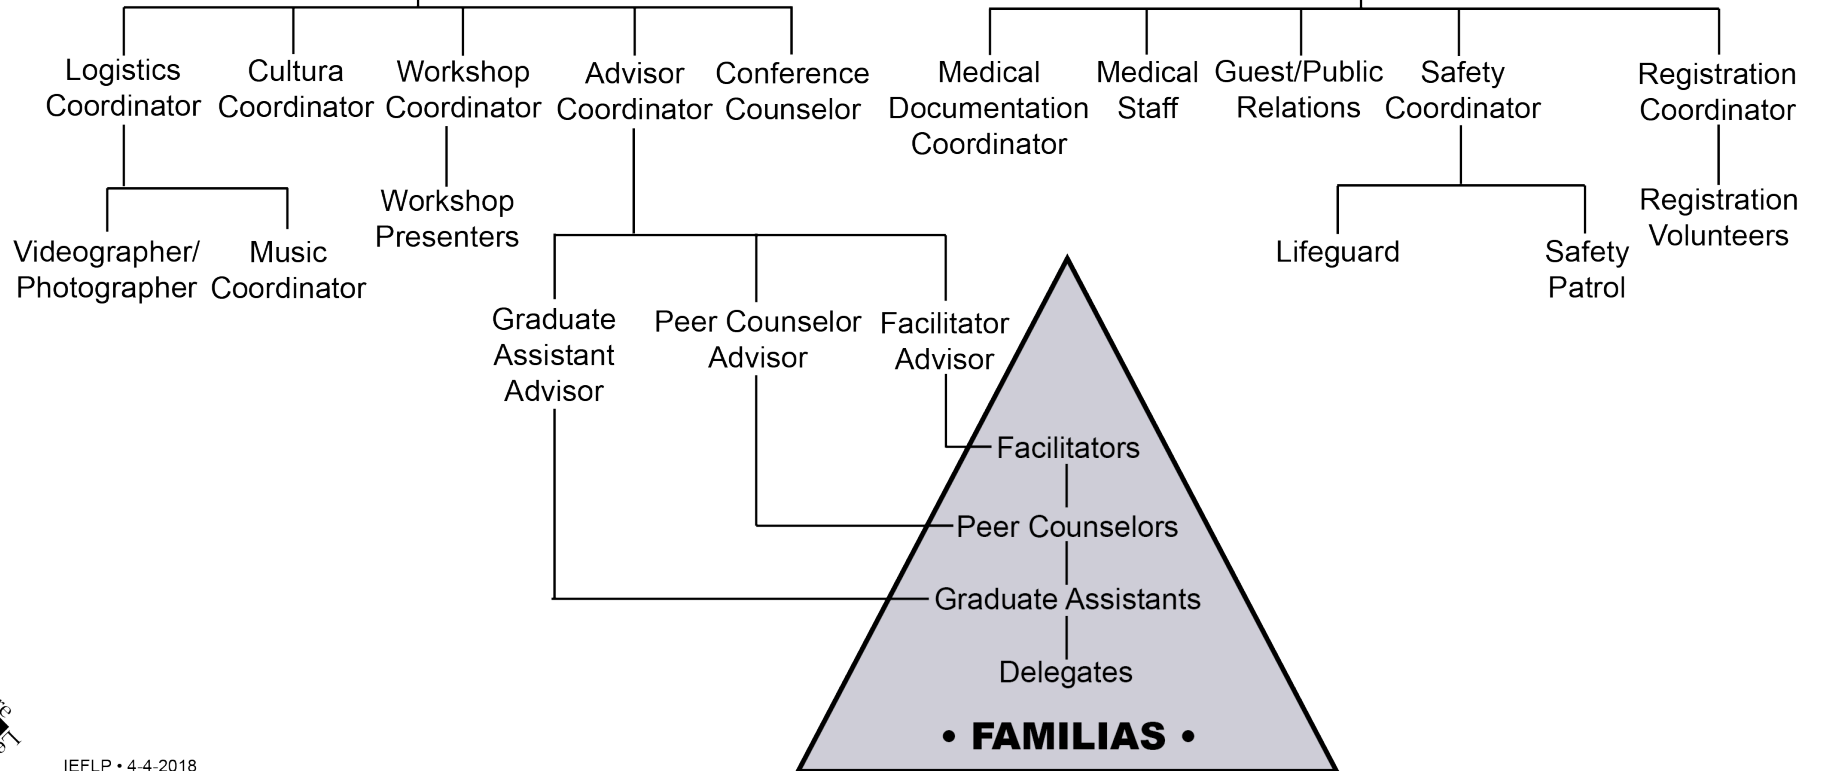 Logistics
Coordinator
Cultura
Coordinator
Workshop
Coordinator
Advisor
Coordinator
Conference
Counselor
Medical
Documentation
Coordinator
Medical
Staff
Guest/Public
Relations
Safety
Coordinator
Registration
Coordinator
Videographer/
Photographer
Music
Coordinator
Workshop
Presenters
Lifeguard
Safety
Patrol
Registration
Volunteers
Graduate
Assistant
Advisor
Peer Counselor
Advisor
Facilitator
Advisor
Facilitators
Peer Counselors
Graduate Assistants
Delegates
• FAMILIAS •
IEFLP • 4-4-2018